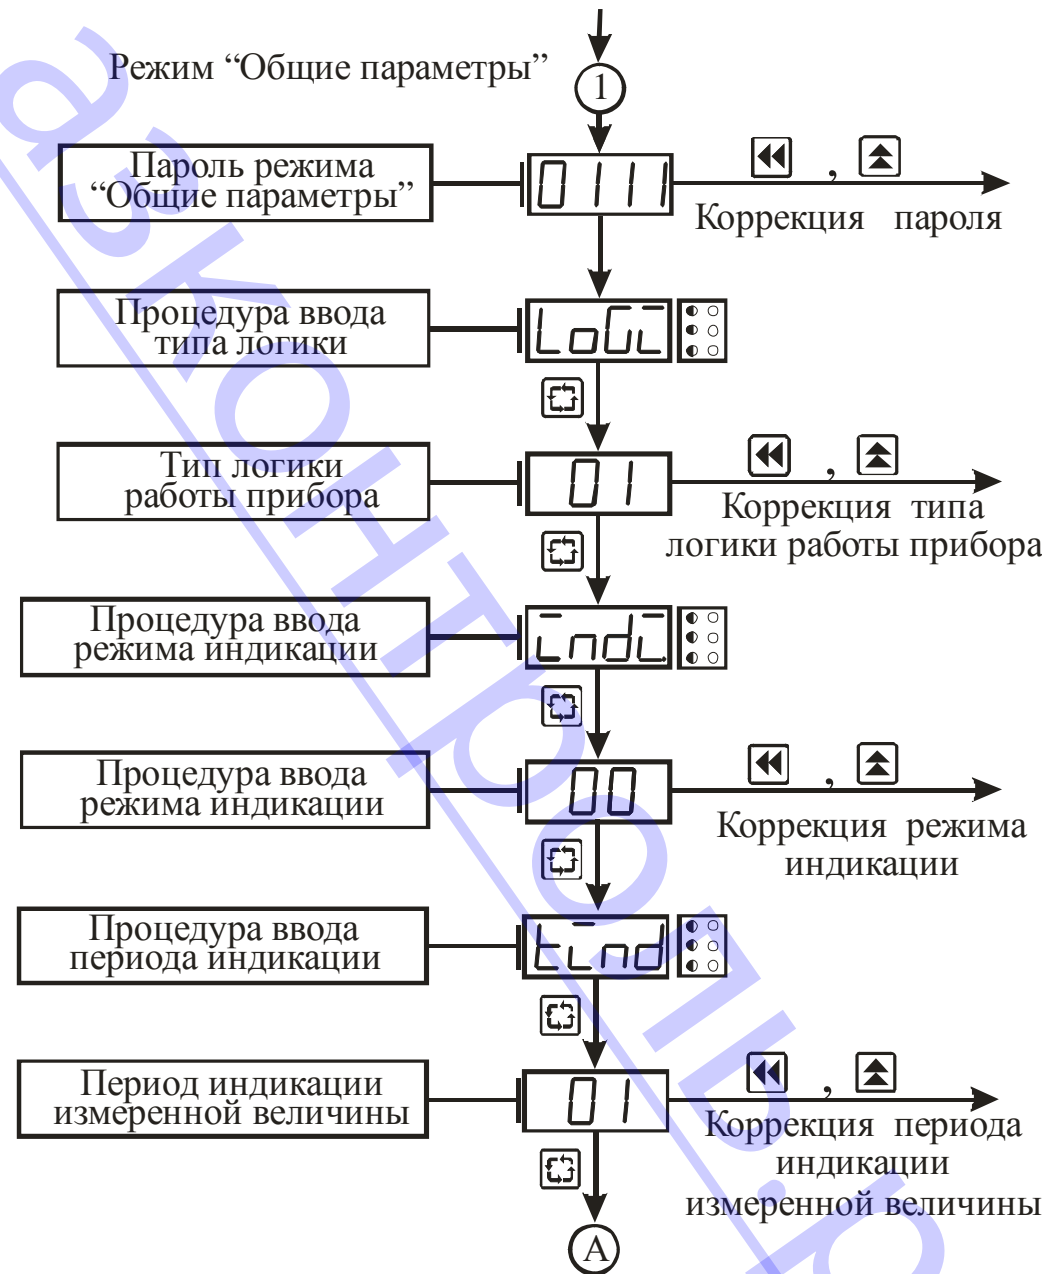 Режим “Общие параметры”
1
Пароль режима
“Общие параметры”
0111
,
Коррекция пароля
Процедура ввода
типа логики
LoGi
Тип логики
работы прибора
01
,
Коррекция типа
логики работы прибора
Процедура ввода
режима индикации
indi.
Процедура ввода
режима индикации
00
,
Коррекция режима
индикации
Процедура ввода
периода индикации
tind
Период индикации
измеренной величины
01
,
Коррекция периода
индикации
измеренной величины
А
азконтроль.р